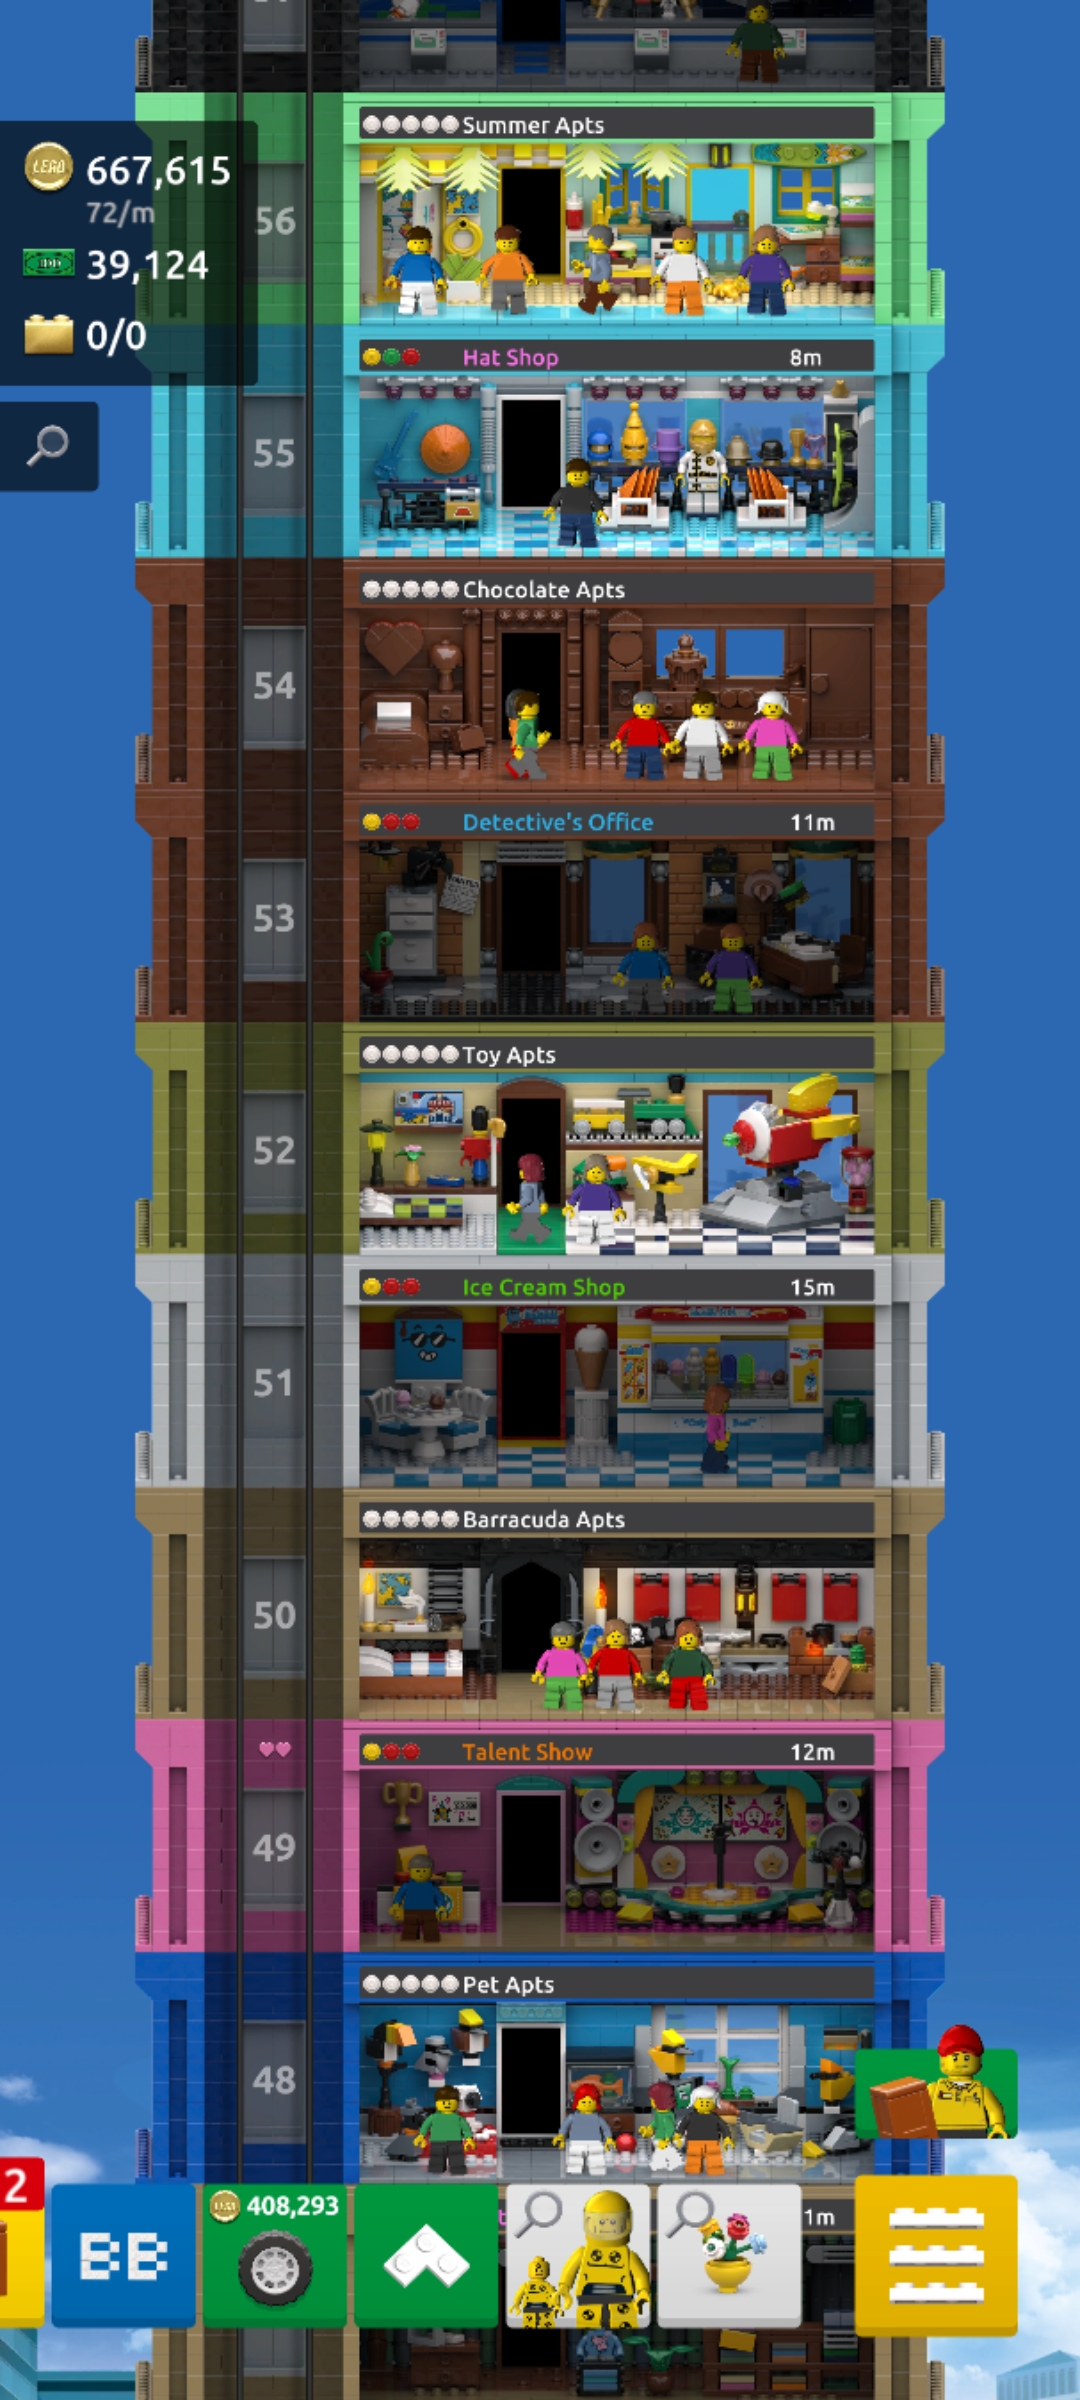 Summer Apts
667,615
72/m
56
39,124
0/0
Hat Shop 8m
55
Chocolate Apts
54
Detective's Office 11m
53
Toy Apts
52
Ice Cream Shop 15m
51
Barracuda Apts
50
Talent Show 12m
49
Pet Apts
48
2
BB
408,293
1m